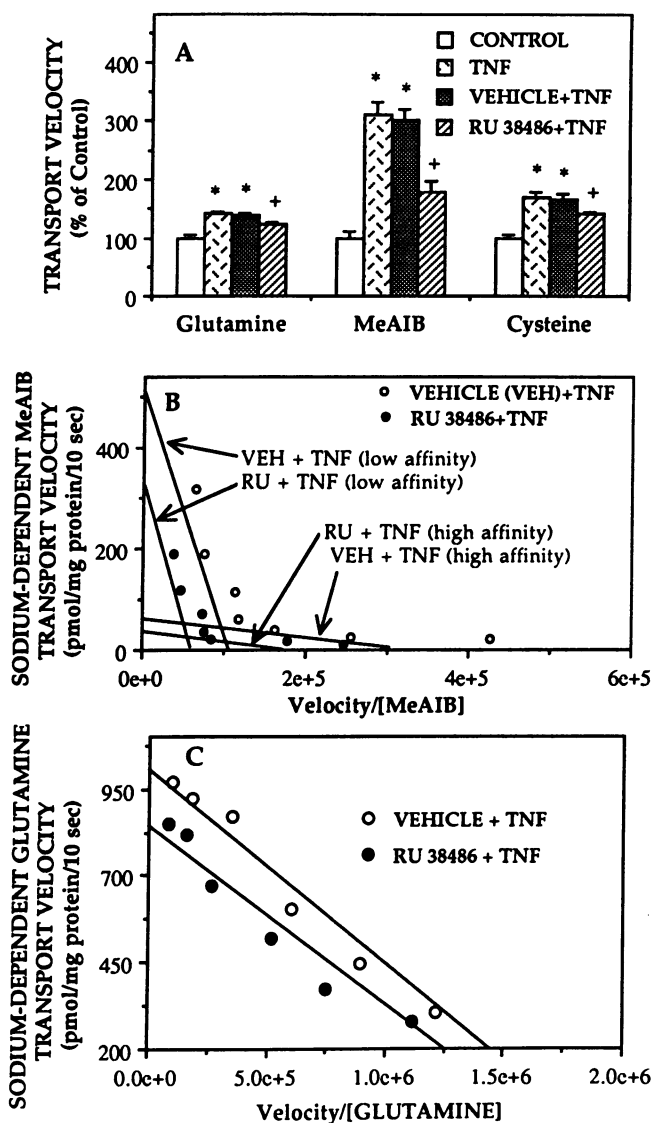 A
TRANSPORT VELOCITY
(% of Control)
400
300
200
100
0
CONTROL
TNF
VEHICLE+TNF
RU 38486+TNF
* * +
* * +
* * +
Glutamine MeAIB Cysteine
B
SODIUM-DEPENDENT MeAIB
TRANSPORT VELOCITY
(pmol/mg protein/10 sec)
400
200
0
VEHICLE (VEH)+TNF
RU 38486+TNF
VEH + TNF (low affinity)
RU + TNF (low affinity)
RU + TNF (high affinity)
VEH + TNF (high affinity)
0e+0 2e+5 4e+5 6e+5
Velocity/[MeAIB]
C
SODIUM-DEPENDENT GLUTAMINE
TRANSPORT VELOCITY
(pmol/mg protein/10 sec)
950
700
450
200
VEHICLE + TNF
RU 38486 + TNF
0.0e+0 5.0e+5 1.0e+6 1.5e+6 2.0e+6
Velocity/[GLUTAMINE]